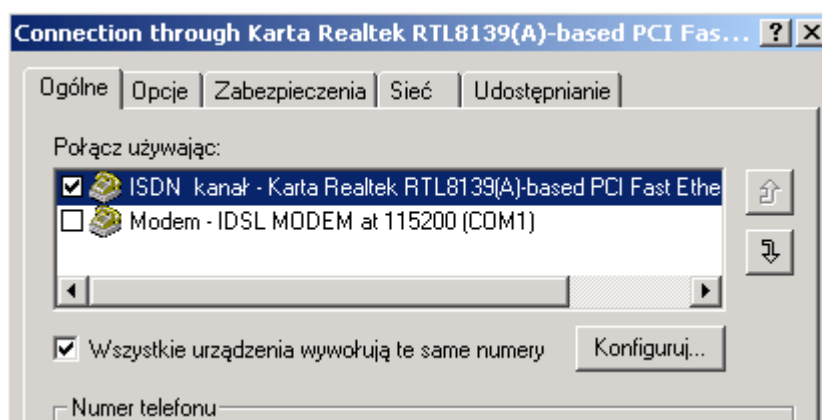 Connection through Karta Realtek RTL8139(A)-based PCI Fas...
Ogólne Opcje Zabezpieczenia Sieć Udostępnianie
Połącz używając:
ISDN kanał - Karta Realtek RTL8139(A)-based PCI Fast Ethe
Modem - IDSL MODEM at 115200 (COM1)
Wszystkie urządzenia wywołują te same numery Konfiguruj...
Numer telefonu